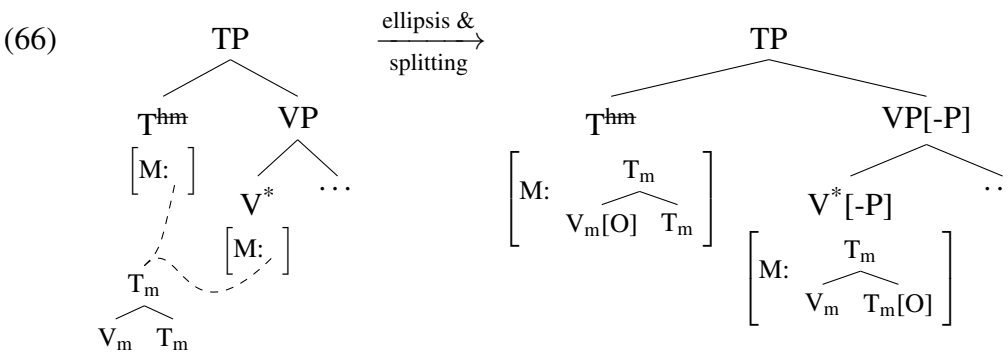 (66) TP ellipsis & splitting TP
T^hm VP T^hm VP[-P]
[M: ] V* … [M: T_m V_m[O] T_m] V*[-P] ..
[M: ] [M: T_m V_m T_m[O]]
T_m
V_m T_m